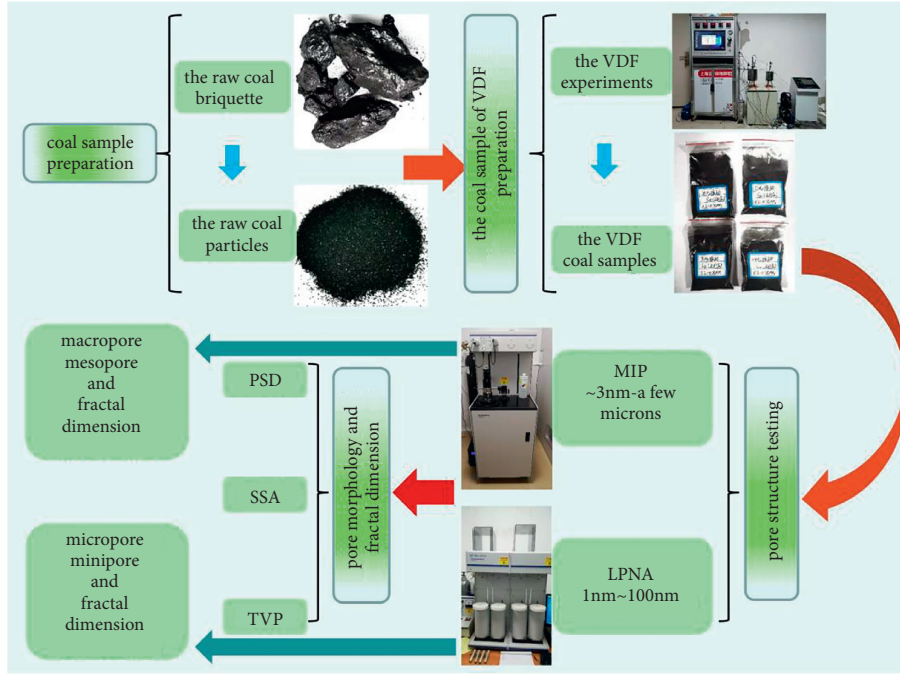 coal sample
preparation
the raw coal
briquette
the raw coal
particles
the coal sample of VDF
preparation
the VDF
experiments
the VDF
coal samples
macropore
mesopore
and
fractal
dimension
micropore
minipore
and
fractal
dimension
PSD
SSA
TVP
pore morphology and
fractal dimension
MIP
~3nm-a few
microns
LPNA
1nm~100nm
pore structure testing